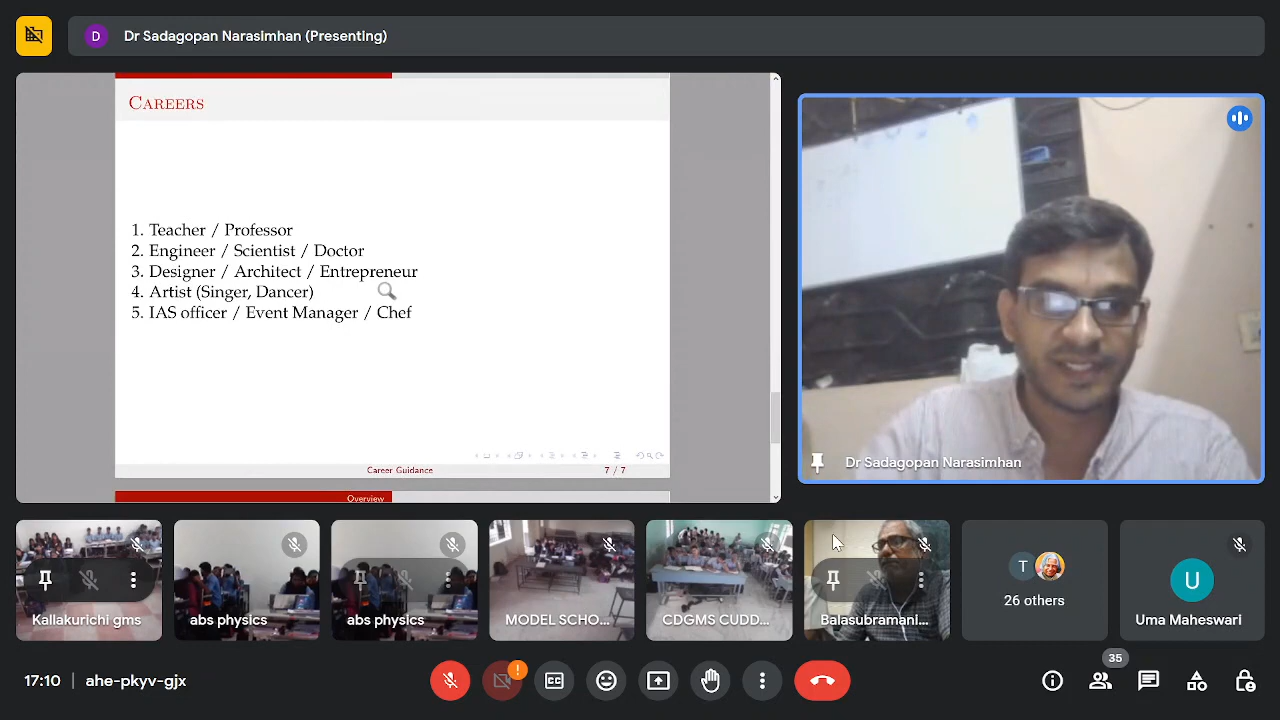 D Dr Sadagopan Narasimhan (Presenting)
CAREERS
1. Teacher / Professor
2. Engineer / Scientist / Doctor
3. Designer / Architect / Entrepreneur
4. Artist (Singer, Dancer)
5. IAS officer / Event Manager / Chef
Career Guidance 7 / 7
Overview
Dr Sadagopan Narasimhan
Kallakurichi gms
abs physics
abs physics
MODEL SCHO...
CDGMS CUDD...
Balasubramani...
T
26 others
U
Uma Maheswari
17:10 | ahe-pkyv-gjx
CC
35